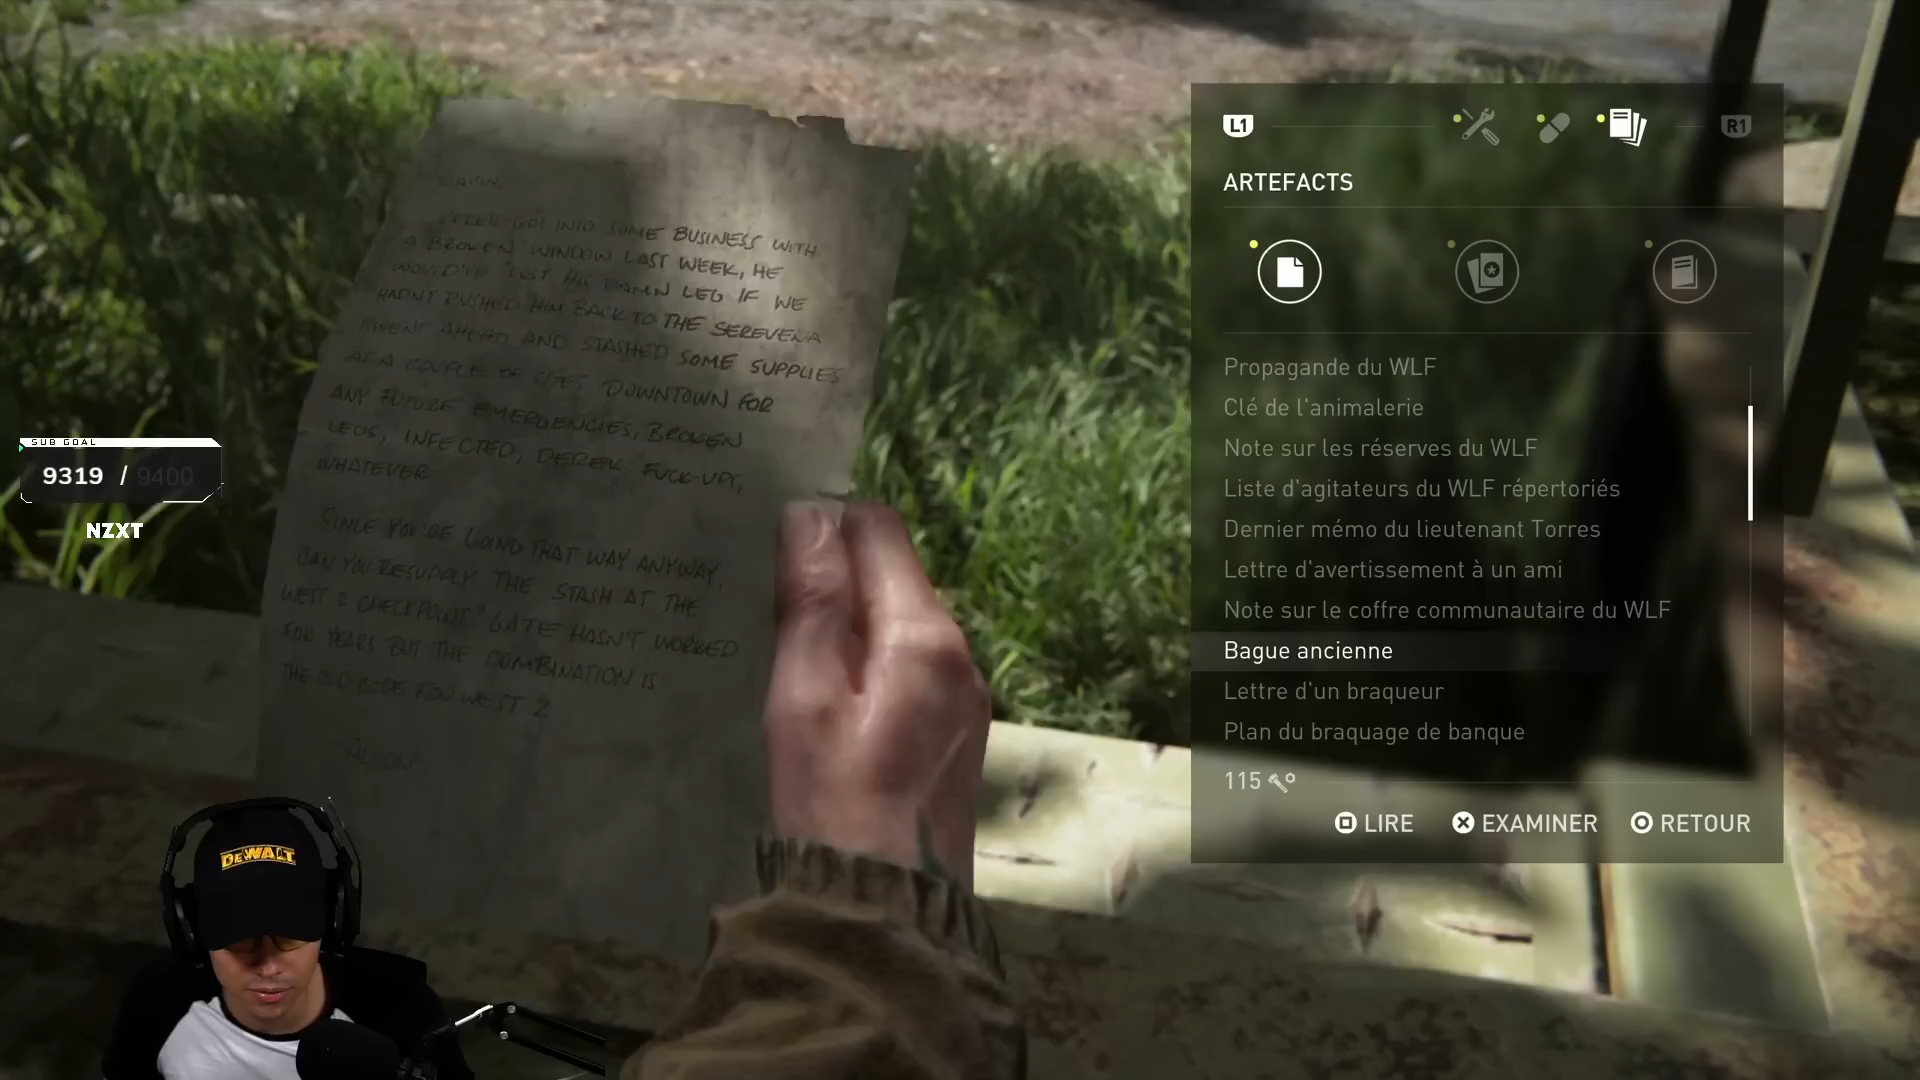 GOT INTO SOME BUSINESS WITH
A BROKEN WINDOW LAST WEEK, HE
WOULD'VE LOST HIS DAMN LEG IF WE
HADN'T RUSHED HIM BACK TO THE SEREVENA
I WENT AHEAD AND STASHED SOME SUPPLIES
AT A COUPLE OF SITES DOWNTOWN FOR
ANY FUTURE EMERGENCIES, BROKEN
LEGS, INFECTED, DEREK FUCK-UPS,
WHATEVER
SINCE YOU'RE GOING THAT WAY ANYWAY,
CAN YOU RESUPPLY THE STASH AT THE
WEST 2 CHECKPOINT GATE HASN'T WORKED
FOR YEARS BUT THE COMBINATION IS
THE OLD CODE FOR WEST 2
L1
R1
ARTEFACTS
Propagande du WLF
Clé de l'animalerie
Note sur les réserves du WLF
Liste d'agitateurs du WLF répertoriés
Dernier mémo du lieutenant Torres
Lettre d'avertissement à un ami
Note sur le coffre communautaire du WLF
Bague ancienne
Lettre d'un braqueur
Plan du braquage de banque
115
LIRE EXAMINER RETOUR
SUB GOAL
9319 / 9400
NZXT
DEWALT